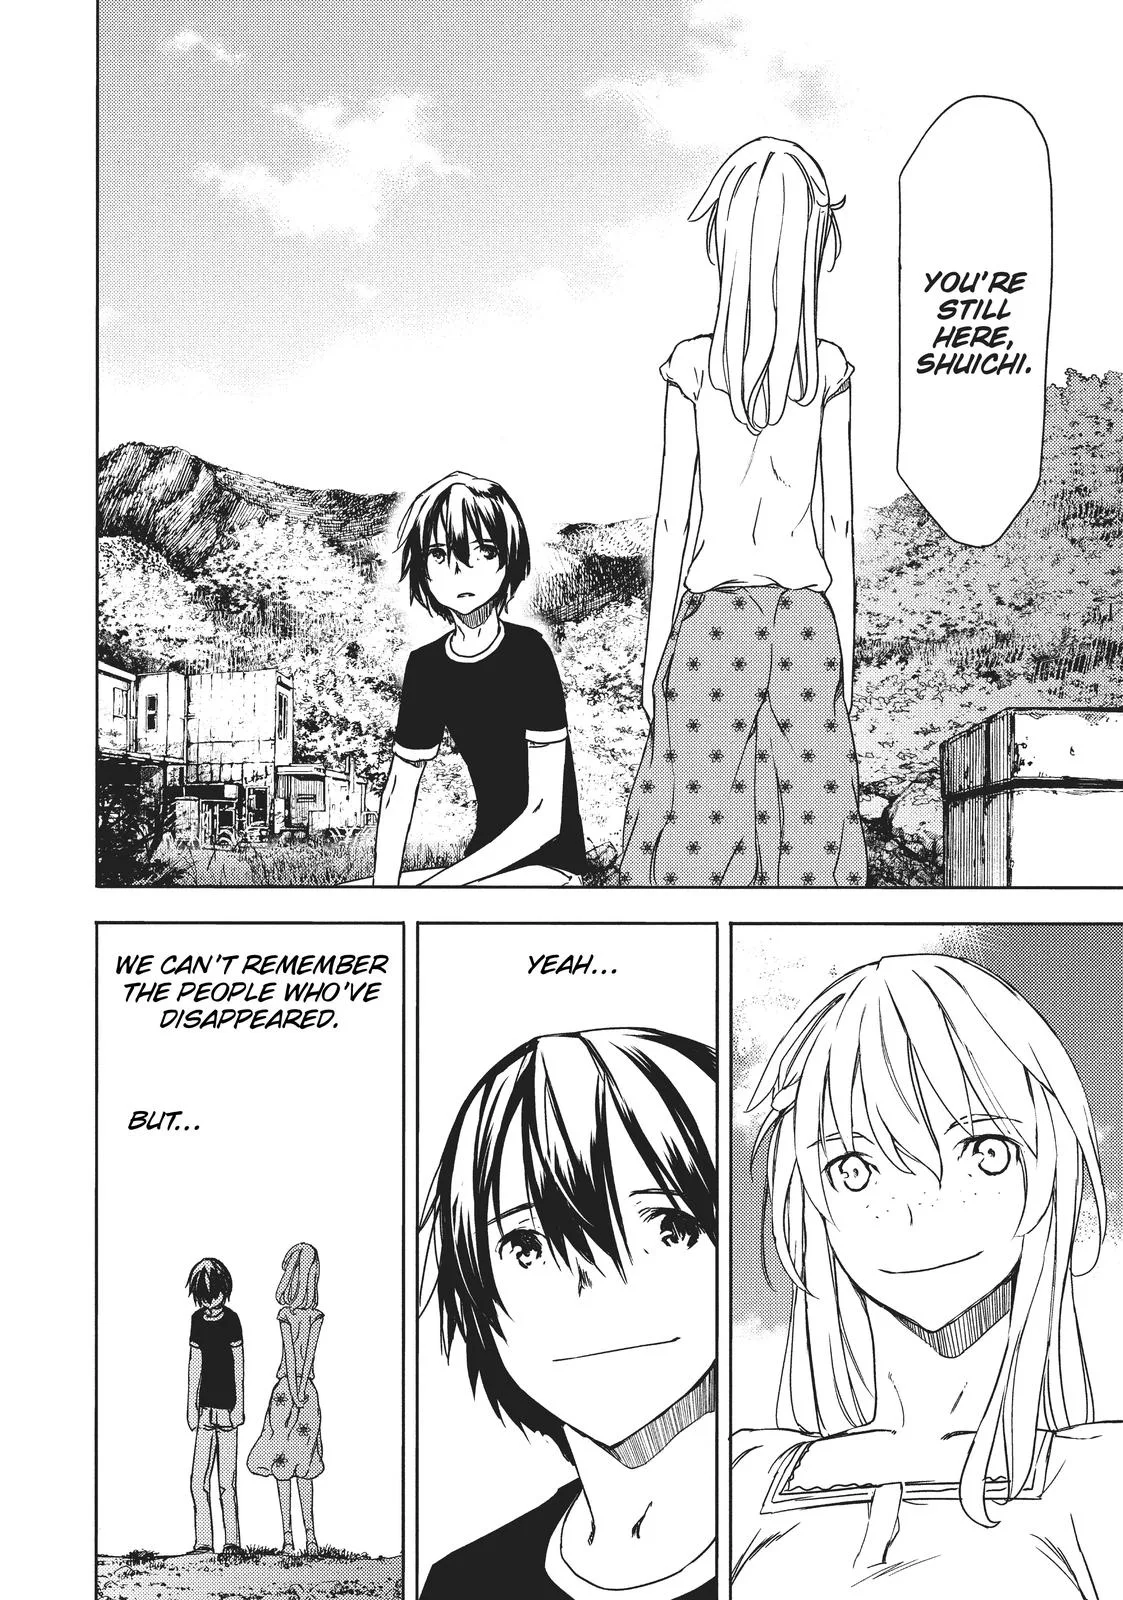 YOU'RE
STILL
HERE,
SHUICHI.
YEAH...
WE CAN'T REMEMBER
THE PEOPLE WHO'VE
DISAPPEARED.
BUT...